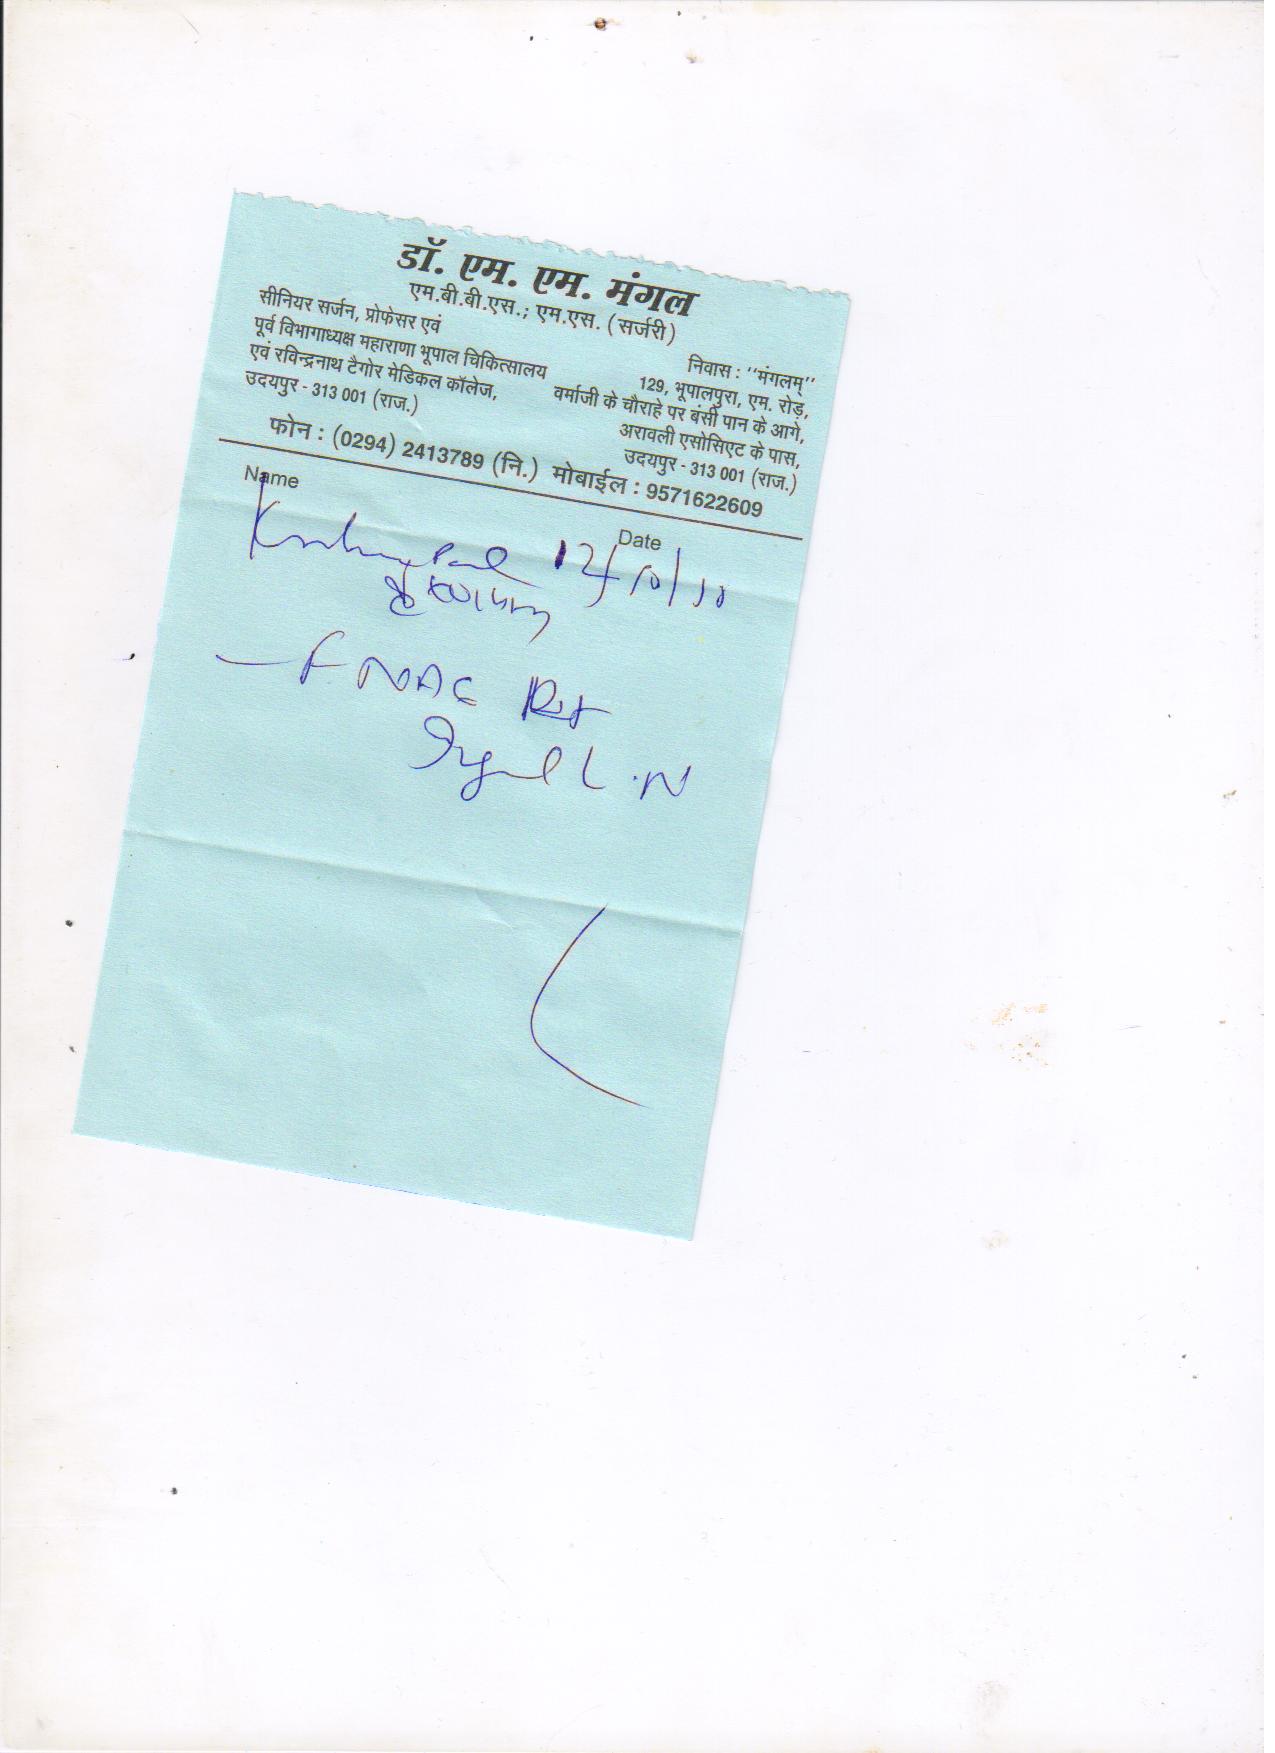 डॉ. एम. एम. मंगल
एम.बी.बी.एस.; एम.एस. (सर्जरी)
सीनियर सर्जन, प्रोफेसर एवं
पूर्व विभागाध्यक्ष महाराणा भूपाल चिकित्सालय
एवं रविन्द्रनाथ टैगोर मेडिकल कॉलेज,
उदयपुर - 313 001 (राज.)
निवास : ''मंगलम्''
129, भूपालपुरा, एम. रोड़,
वर्माजी के चौराहे पर बंसी पान के आगे,
अरावली एसोसिएट के पास,
उदयपुर - 313 001 (राज.)
फोन : (0294) 2413789 (नि.) मोबाईल : 9571622609
Name
Date
FNAC
L.N